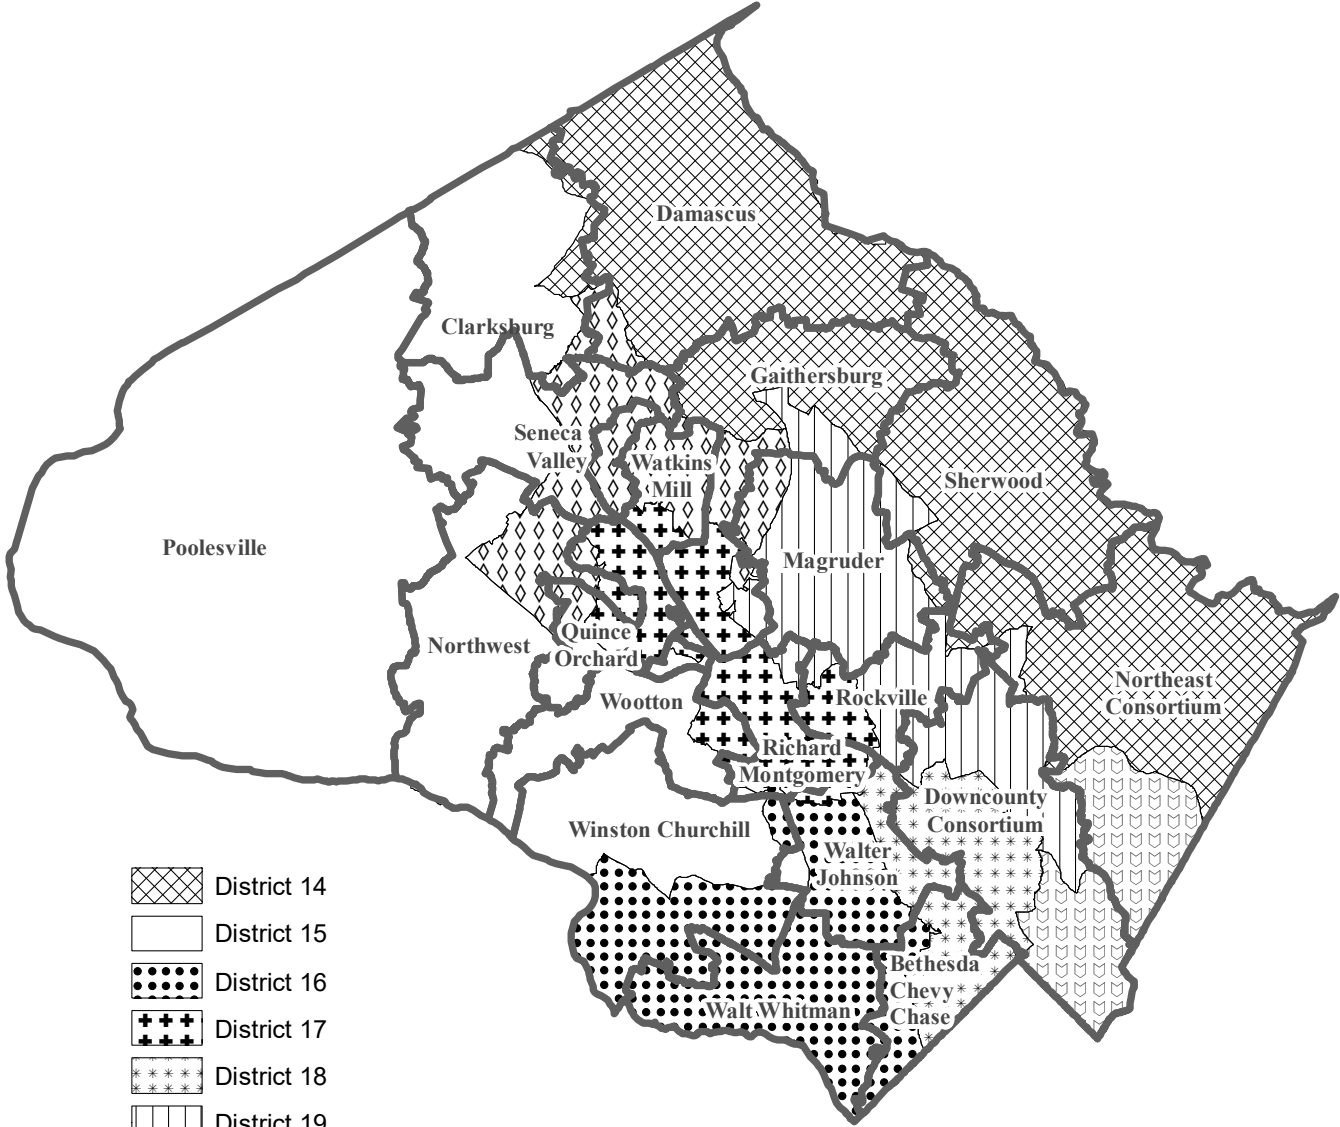 Damascus
Clarksburg
Gaithersburg
Seneca
Valley
Watkins
Mill
Sherwood
Poolesville
Magruder
Quince
Orchard
Northwest
Wootton
Rockville
Northeast
Consortium
Richard
Montgomery
Downcounty
Consortium
Winston Churchill
Walter
Johnson
Bethesda
Chevy
Chase
Walt Whitman
District 14
District 15
District 16
District 17
District 18
District 19